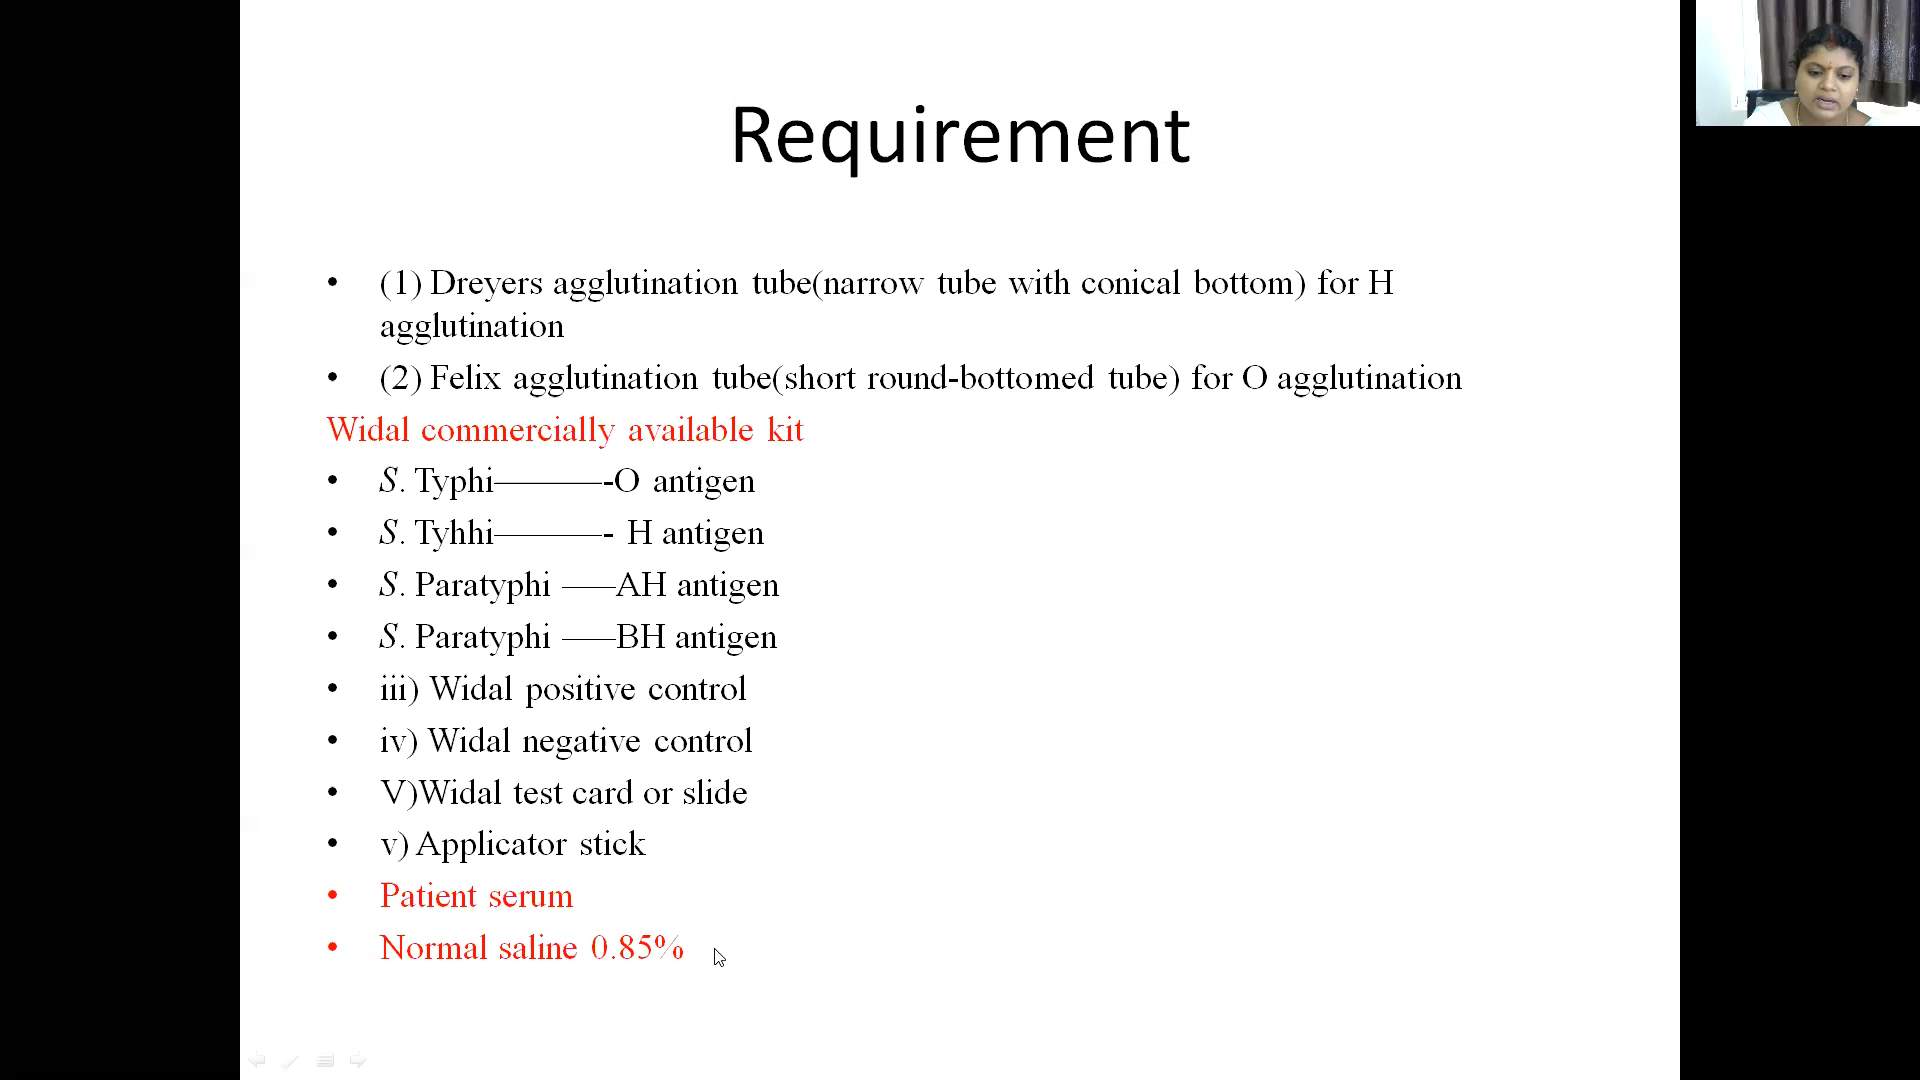 Requirement
• (1) Dreyers agglutination tube(narrow tube with conical bottom) for H
agglutination
• (2) Felix agglutination tube(short round-bottomed tube) for O agglutination
Widal commercially available kit
• S. Typhi————-O antigen
• S. Tyhhi————- H antigen
• S. Paratyphi ——AH antigen
• S. Paratyphi ——BH antigen
• iii) Widal positive control
• iv) Widal negative control
• V)Widal test card or slide
• v) Applicator stick
• Patient serum
• Normal saline 0.85%